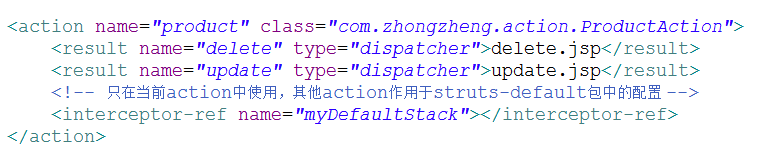 <action name="product" class="com.zhongzheng.action.ProductAction">
<result name="delete" type="dispatcher">delete.jsp</result>
<result name="update" type="dispatcher">update.jsp</result>
<!-- 只在当前action中使用，其他action作用于struts-default包中的配置 -->
<interceptor-ref name="myDefaultStack"></interceptor-ref>
</action>